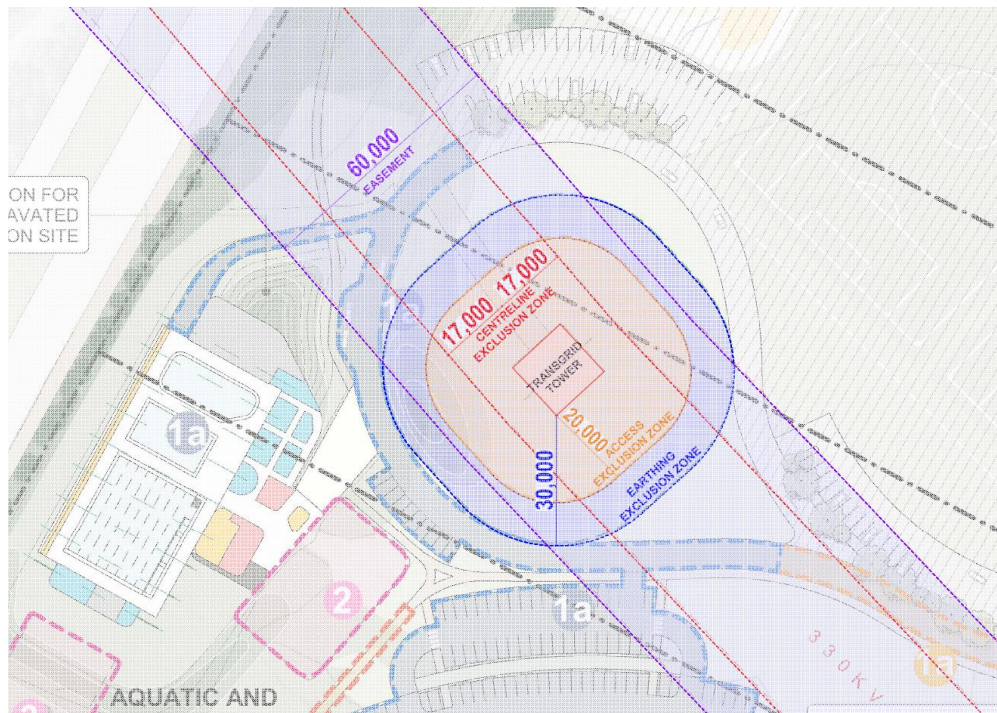 60,000
EASEMENT
ON FOR
AVATED
ON SITE
17,000 17,000
CENTRELINE
EXCLUSION ZONE
TRANSGRID
TOWER
20,000
ACCESS
EXCLUSION ZONE
30,000
EARTHING
EXCLUSION ZONE
1a
1a
2
1a
330KV
1a
AQUATIC AND